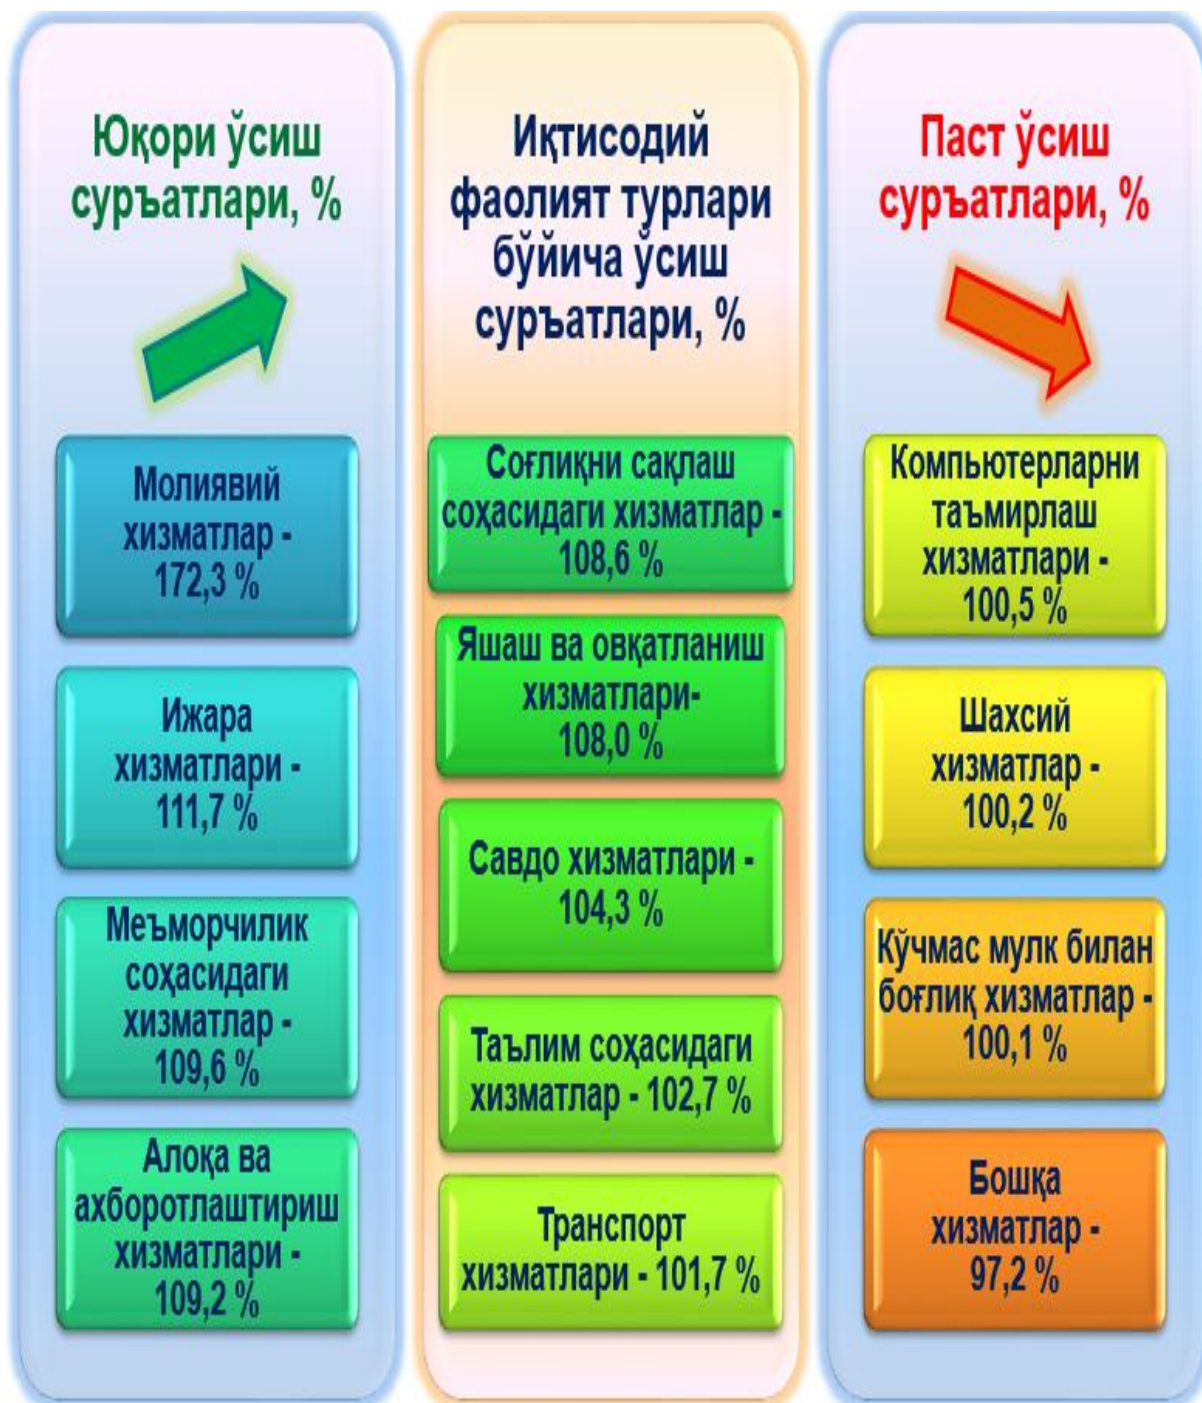 Юқори ўсиш
суръатлари, %
Молиявий
хизматлар -
172,3 %
Ижара
хизматлари -
111,7 %
Меъморчилик
соҳасидаги
хизматлар -
109,6 %
Алоқа ва
ахборотлаштириш
хизматлари -
109,2 %
Иқтисодий
фаолият турлари
бўйича ўсиш
суръатлари, %
Соғлиқни сақлаш
соҳасидаги хизматлар -
108,6 %
Яшаш ва овқатланиш
хизматлари-
108,0 %
Савдо хизматлари -
104,3 %
Таълим соҳасидаги
хизматлар - 102,7 %
Транспорт
хизматлари - 101,7 %
Паст ўсиш
суръатлари, %
Компьютерларни
таъмирлаш
хизматлари -
100,5 %
Шахсий
хизматлар -
100,2 %
Кўчмас мулк билан
боғлиқ хизматлар -
100,1 %
Бошқа
хизматлар -
97,2 %